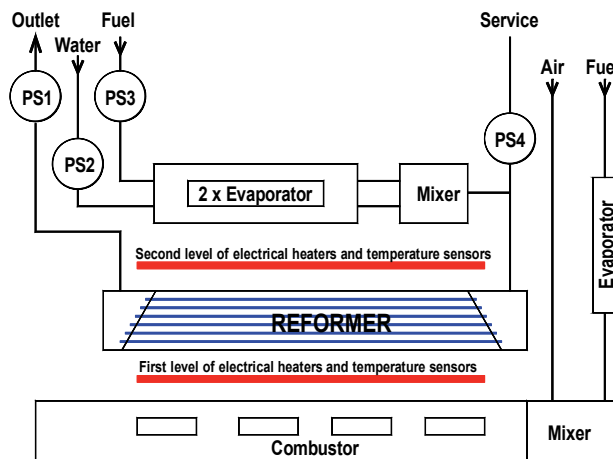 Outlet
Water
Fuel
Service
Air
Fue
PS1
PS2
PS3
PS4
2 x Evaporator
Mixer
Evaporator
Second level of electrical heaters and temperature sensors
REFORMER
First level of electrical heaters and temperature sensors
Combustor
Mixer